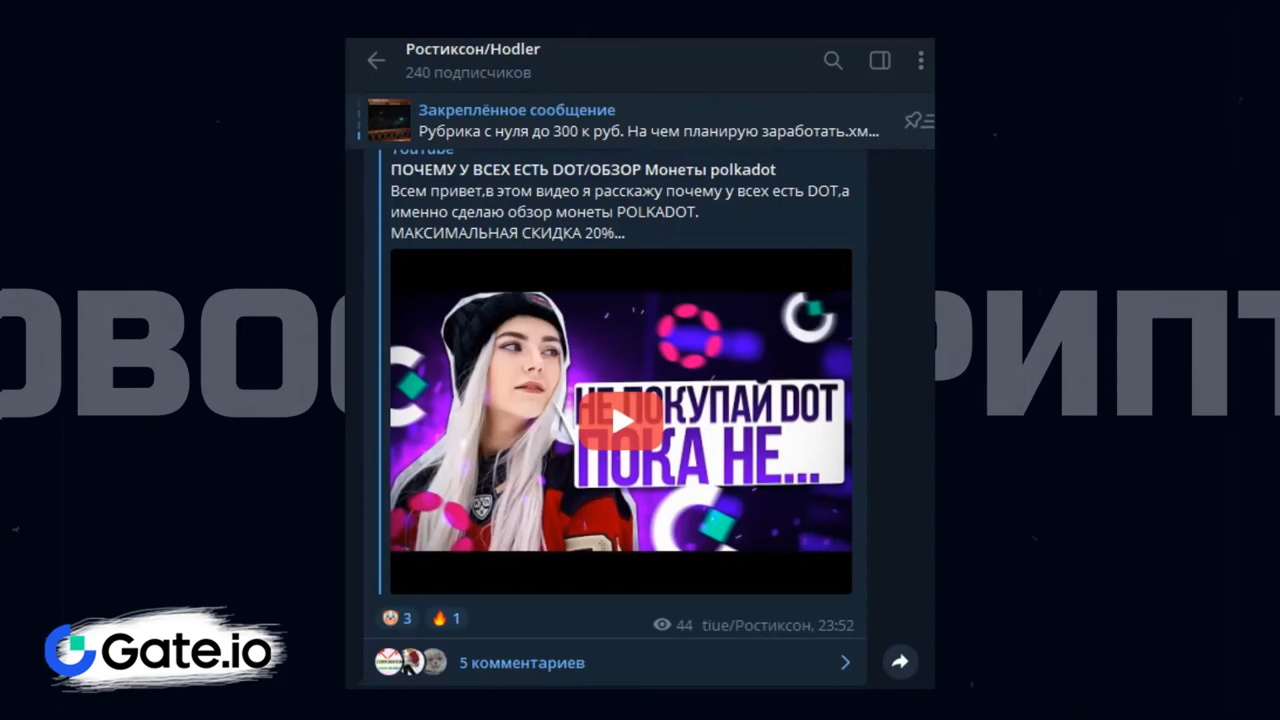 Ростиксон/Hodler
240 подписчиков
Закреплённое сообщение
Рубрика с нуля до 300 к руб. На чем планирую заработать.хм...
YouTube
ПОЧЕМУ У ВСЕХ ЕСТЬ DOT/ОБЗОР Монеты polkadot
Всем привет,в этом видео я расскажу почему у всех есть DOT,а
именно сделаю обзор монеты POLKADOT.
МАКСИМАЛЬНАЯ СКИДКА 20%...
НЕ ПОКУПАЙ DOT
ПОКА НЕ...
3
1
44 tiue/Ростиксон, 23:52
5 комментариев
ОВОС РИПТ
Gate.io